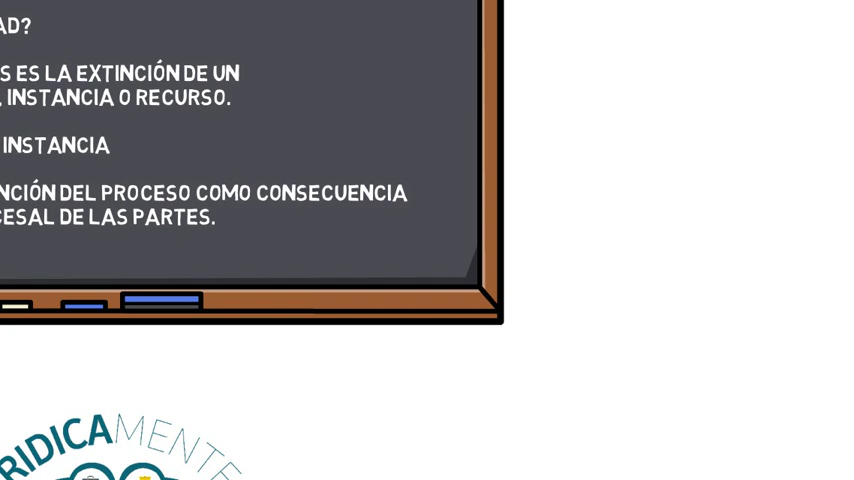 AD?
S ES LA EXTINCIÓN DE UN
INSTANCIA O RECURSO.
INSTANCIA
NCIÓN DEL PROCESO COMO CONSECUENCIA
CESAL DE LAS PARTES.
RIDICAMENTE